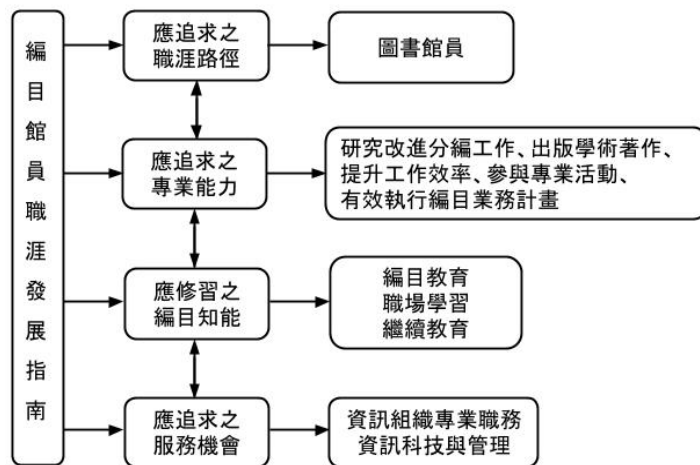 編目館員職涯發展指南
應追求之
職涯路徑
圖書館員
應追求之
專業能力
研究改進分編工作、出版學術著作、
提升工作效率、參與專業活動、
有效執行編目業務計畫
應修習之
編目知能
編目教育
職場學習
繼續教育
應追求之
服務機會
資訊組織專業職務
資訊科技與管理